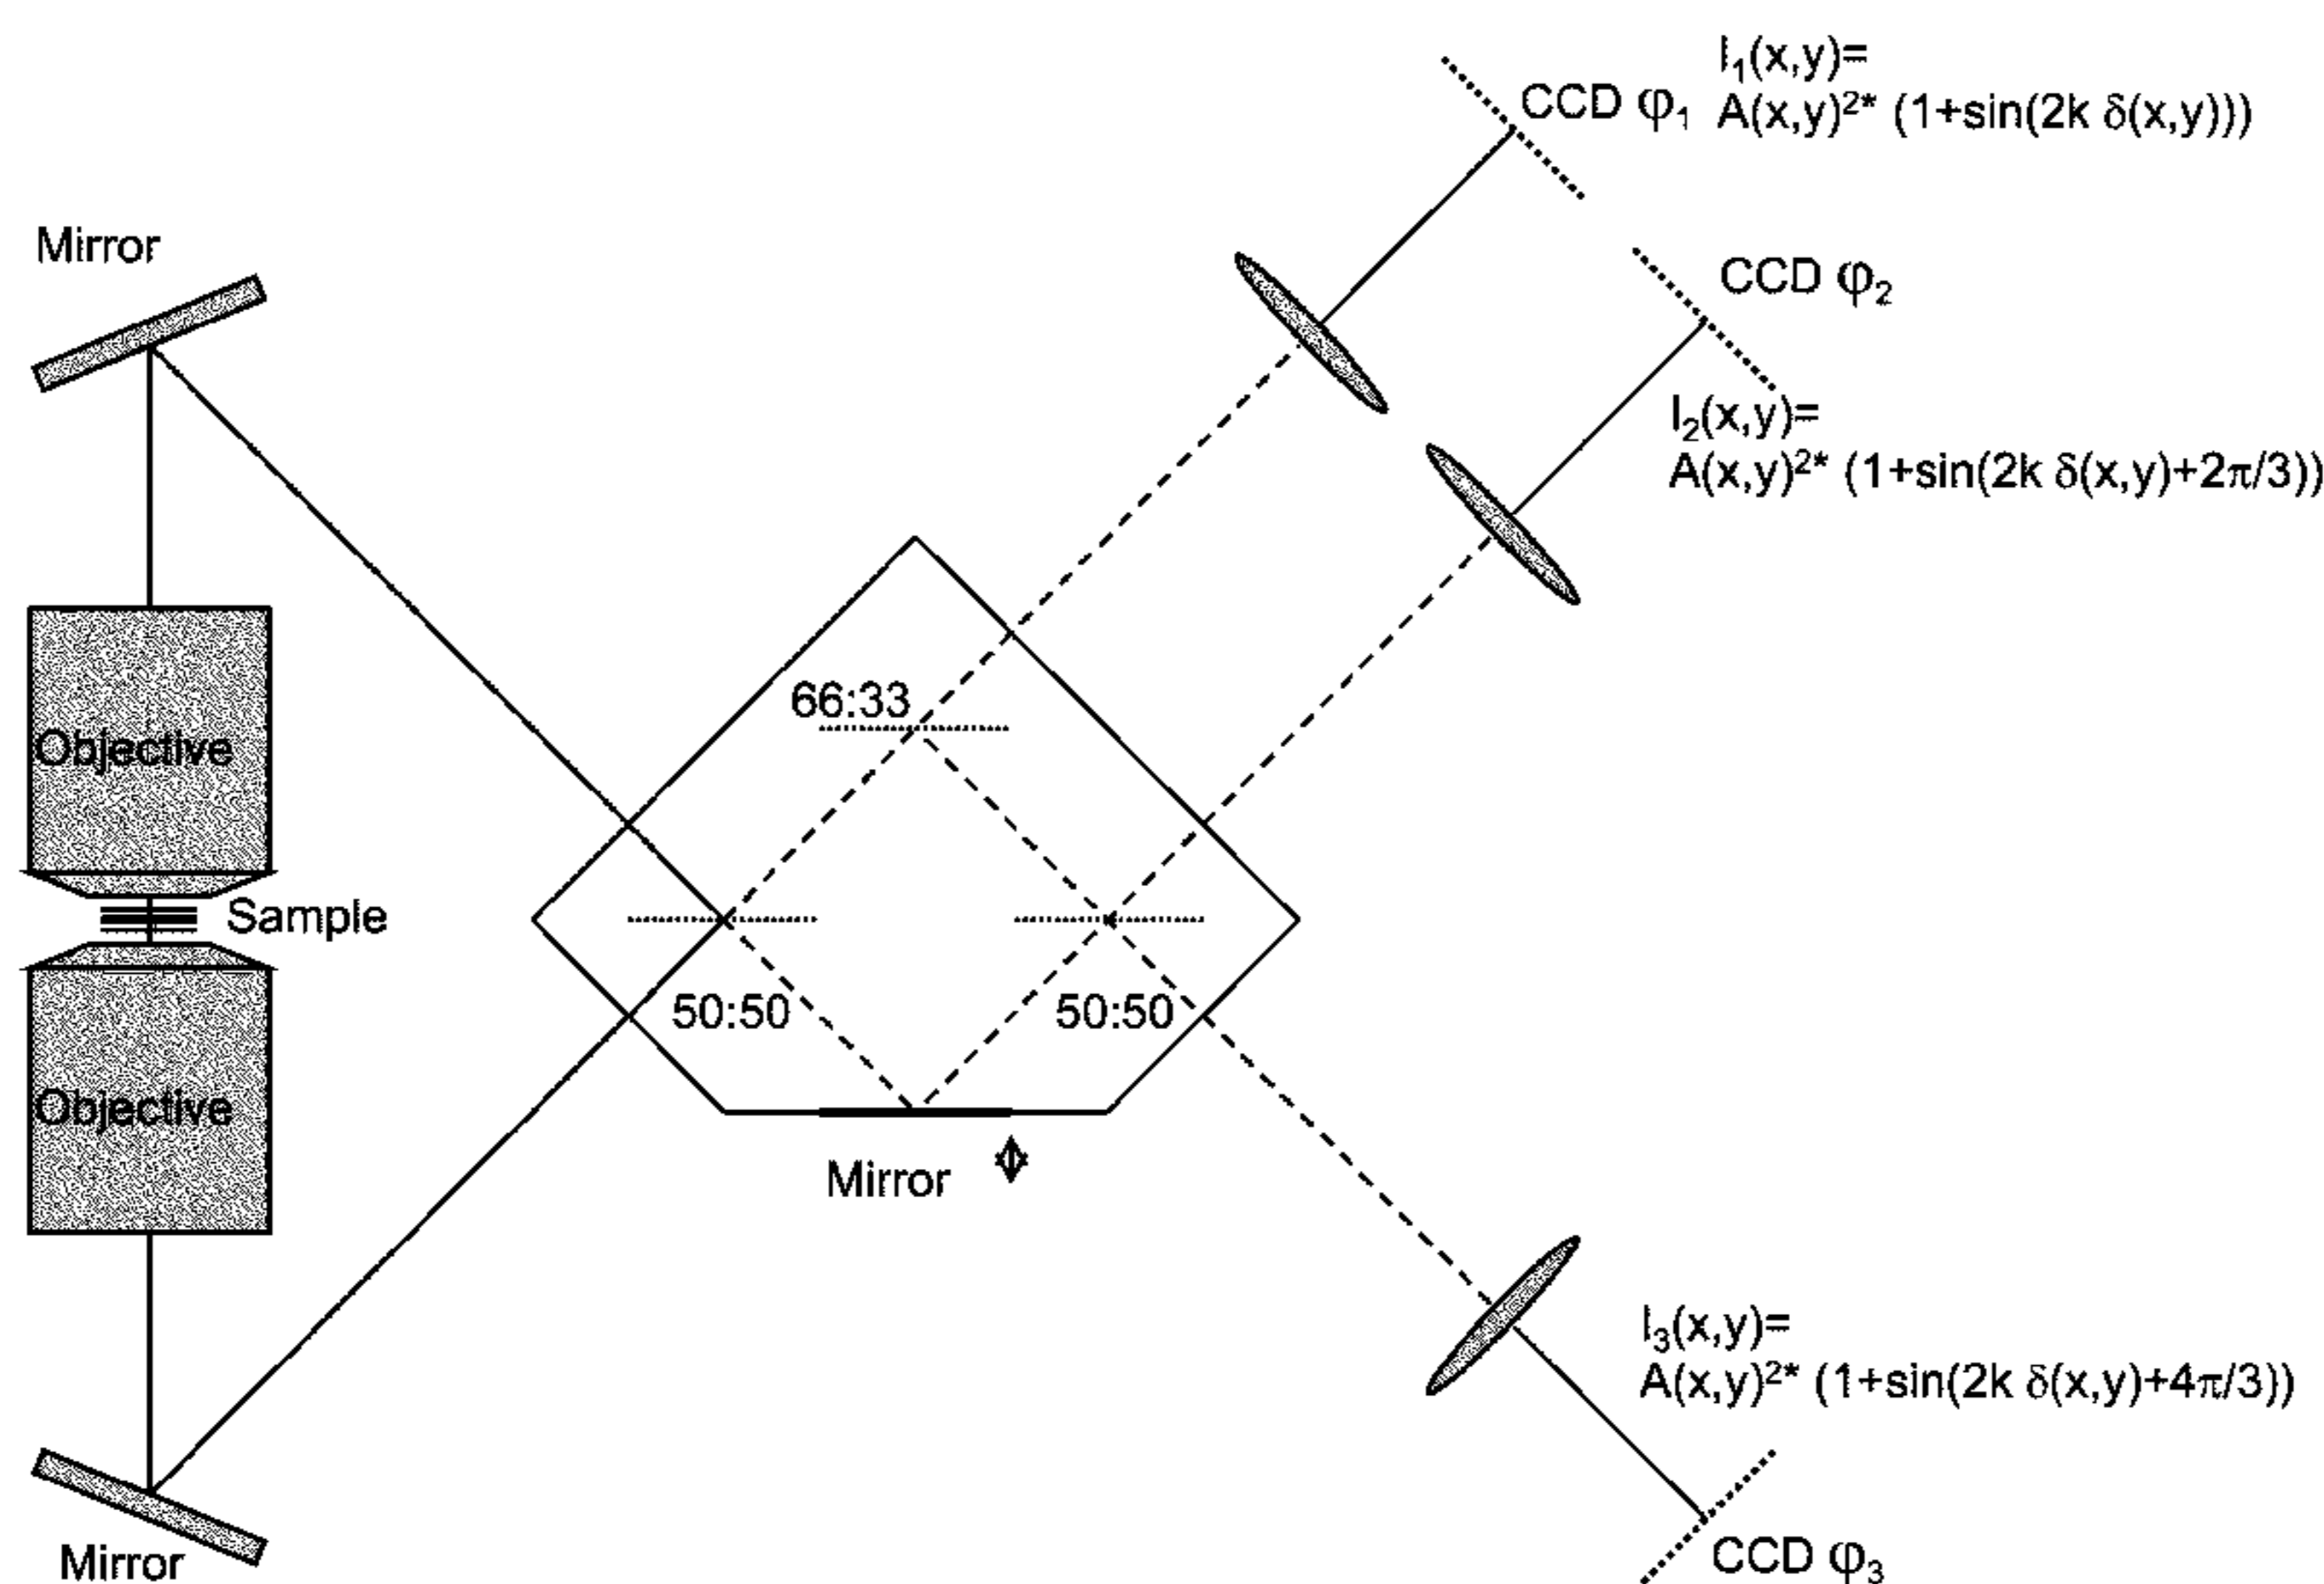 I₁(x,y)=
CCD φ₁ A(x,y)²* (1+sin(2k δ(x,y)))
Mirror
CCD φ₂
I₂(x,y)=
A(x,y)²* (1+sin(2k δ(x,y)+2π/3))
66:33
Objective
Sample
50:50
50:50
Objective
Mirror
I₃(x,y)=
A(x,y)²* (1+sin(2k δ(x,y)+4π/3))
Mirror
CCD φ₃